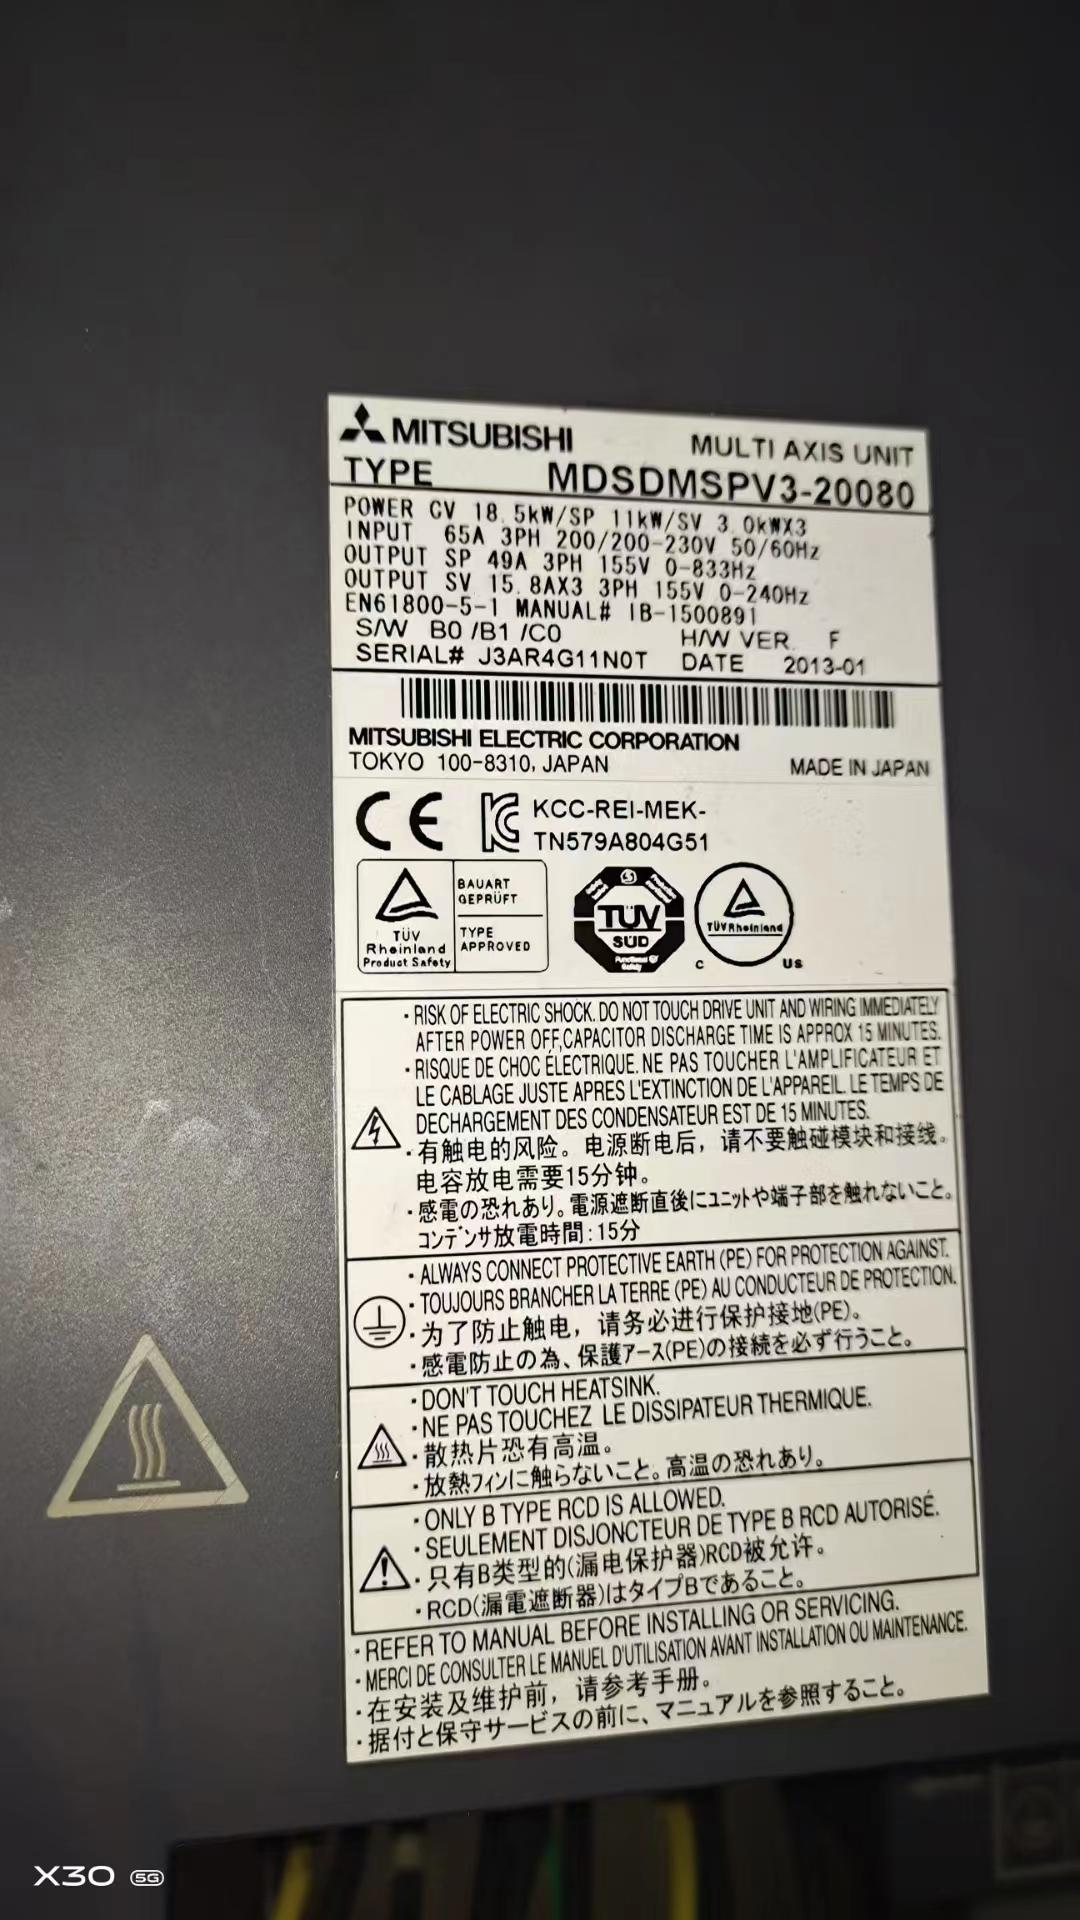 MITSUBISHI MULTI AXIS UNIT
TYPE MDSDMSPV3-20080
POWER CV 18.5kW/SP 11kW/SV 3.0kWX3
INPUT 65A 3PH 200/200-230V 50/60Hz
OUTPUT SP 49A 3PH 155V 0-833Hz
OUTPUT SV 15.8AX3 3PH 155V 0-240Hz
EN61800-5-1 MANUAL# IB-1500891
S/W B0 /B1 /C0 H/W VER. F
SERIAL# J3AR4G11N0T DATE 2013-01
MITSUBISHI ELECTRIC CORPORATION
TOKYO 100-8310, JAPAN MADE IN JAPAN
CE KC KCC-REI-MEK-
TN579A804G51
TÜV
Rheinland
Product Safety
BAUART
GEPRÜFT
TYPE
APPROVED
TÜV
SÜD
Functional
Safety
TÜVRheinland
C US
・RISK OF ELECTRIC SHOCK. DO NOT TOUCH DRIVE UNIT AND WIRING IMMEDIATELY
AFTER POWER OFF,CAPACITOR DISCHARGE TIME IS APPROX 15 MINUTES.
・RISQUE DE CHOC ÉLECTRIQUE. NE PAS TOUCHER L'AMPLIFICATEUR ET
LE CABLAGE JUSTE APRES L'EXTINCTION DE L'APPAREIL. LE TEMPS DE
DECHARGEMENT DES CONDENSATEUR EST DE 15 MINUTES.
・有触电的风险。电源断电后，请不要触碰模块和接线。
电容放电需要15分钟。
・感電の恐れあり。電源遮断直後にユニットや端子部を触れないこと。
コンデンサ放電時間：15分
・ALWAYS CONNECT PROTECTIVE EARTH (PE) FOR PROTECTION AGAINST.
・TOUJOURS BRANCHER LA TERRE (PE) AU CONDUCTEUR DE PROTECTION.
・为了防止触电，请务必进行保护接地(PE)。
・感電防止の為、保護アース(PE)の接続を必ず行うこと。
・DON'T TOUCH HEATSINK.
・NE PAS TOUCHEZ LE DISSIPATEUR THERMIQUE.
・散热片恐有高温。
・放熱フィンに触らないこと。高温の恐れあり。
・ONLY B TYPE RCD IS ALLOWED.
・SEULEMENT DISJONCTEUR DE TYPE B RCD AUTORISÉ.
・只有B类型的(漏电保护器)RCD被允许。
・RCD(漏電遮断器)はタイプBであること。
・REFER TO MANUAL BEFORE INSTALLING OR SERVICING.
・MERCI DE CONSULTER LE MANUEL D'UTILISATION AVANT INSTALLATION OU MAINTENANCE.
・在安装及维护前，请参考手册。
・据付と保守サービスの前に、マニュアルを参照すること。
X30 5G